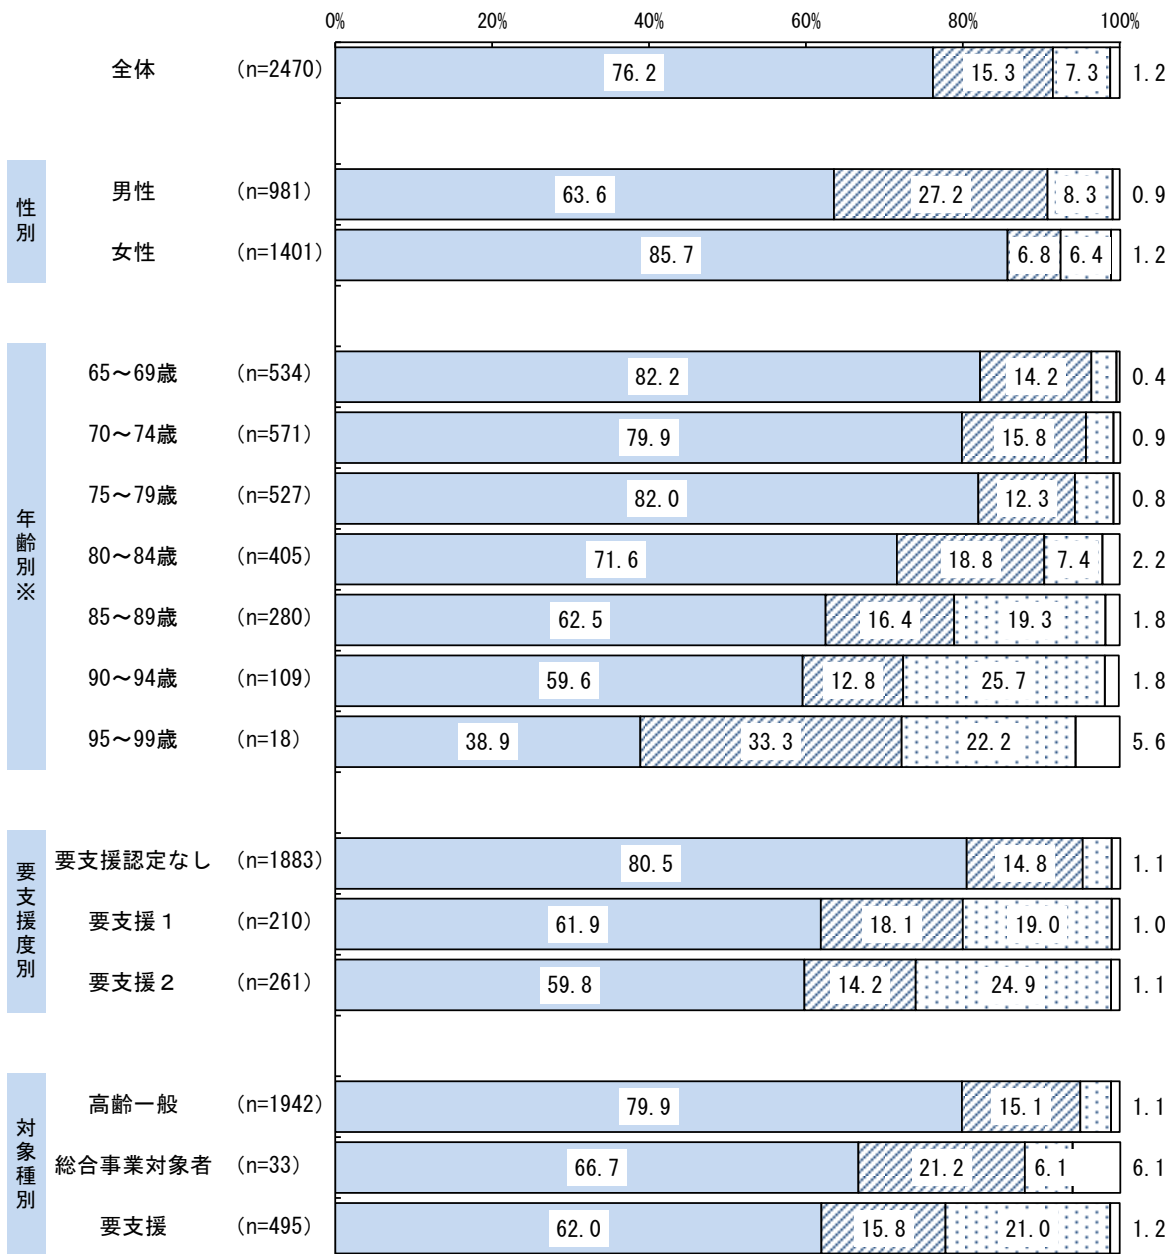 0% 20% 40% 60% 80% 100%
全体 (n=2470) 76.2 15.3 7.3 1.2
性別
男性 (n=981) 63.6 27.2 8.3 0.9
女性 (n=1401) 85.7 6.8 6.4 1.2
年齢別※
65～69歳 (n=534) 82.2 14.2 0.4
70～74歳 (n=571) 79.9 15.8 0.9
75～79歳 (n=527) 82.0 12.3 0.8
80～84歳 (n=405) 71.6 18.8 7.4 2.2
85～89歳 (n=280) 62.5 16.4 19.3 1.8
90～94歳 (n=109) 59.6 12.8 25.7 1.8
95～99歳 (n=18) 38.9 33.3 22.2 5.6
要支援度別
要支援認定なし (n=1883) 80.5 14.8 1.1
要支援１ (n=210) 61.9 18.1 19.0 1.0
要支援２ (n=261) 59.8 14.2 24.9 1.1
対象種別
高齢一般 (n=1942) 79.9 15.1 1.1
総合事業対象者 (n=33) 66.7 21.2 6.1 6.1
要支援 (n=495) 62.0 15.8 21.0 1.2